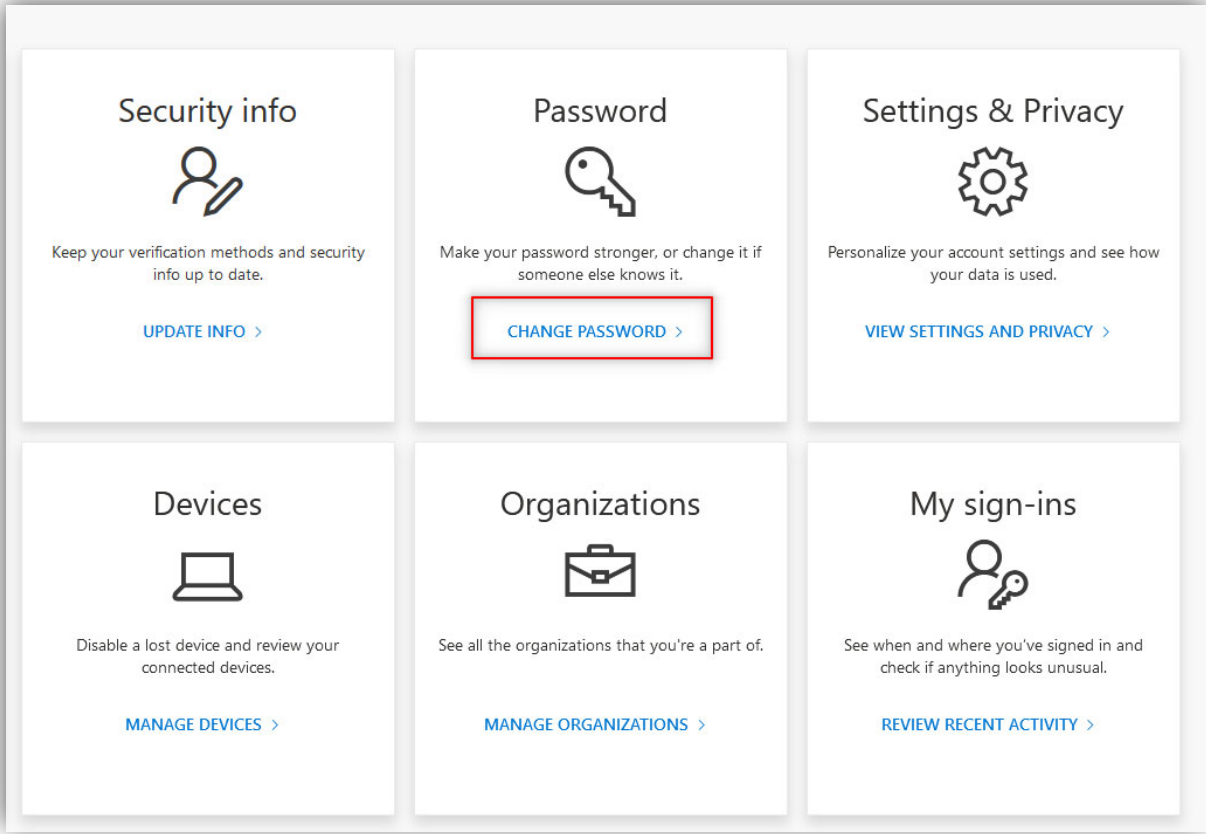 Security info
Keep your verification methods and security
info up to date.
UPDATE INFO
Password
Make your password stronger, or change it if
someone else knows it.
CHANGE PASSWORD
Settings & Privacy
Personalize your account settings and see how
your data is used.
VIEW SETTINGS AND PRIVACY
Devices
Disable a lost device and review your
connected devices.
MANAGE DEVICES
Organizations
See all the organizations that you're a part of.
MANAGE ORGANIZATIONS
My sign-ins
See when and where you've signed in and
check if anything looks unusual.
REVIEW RECENT ACTIVITY